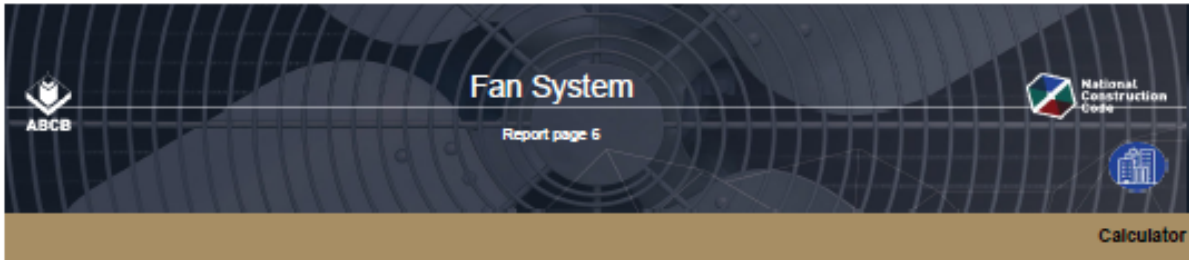 Fan System
ABCB
National
Construction
Code
Report page 6
Calculator